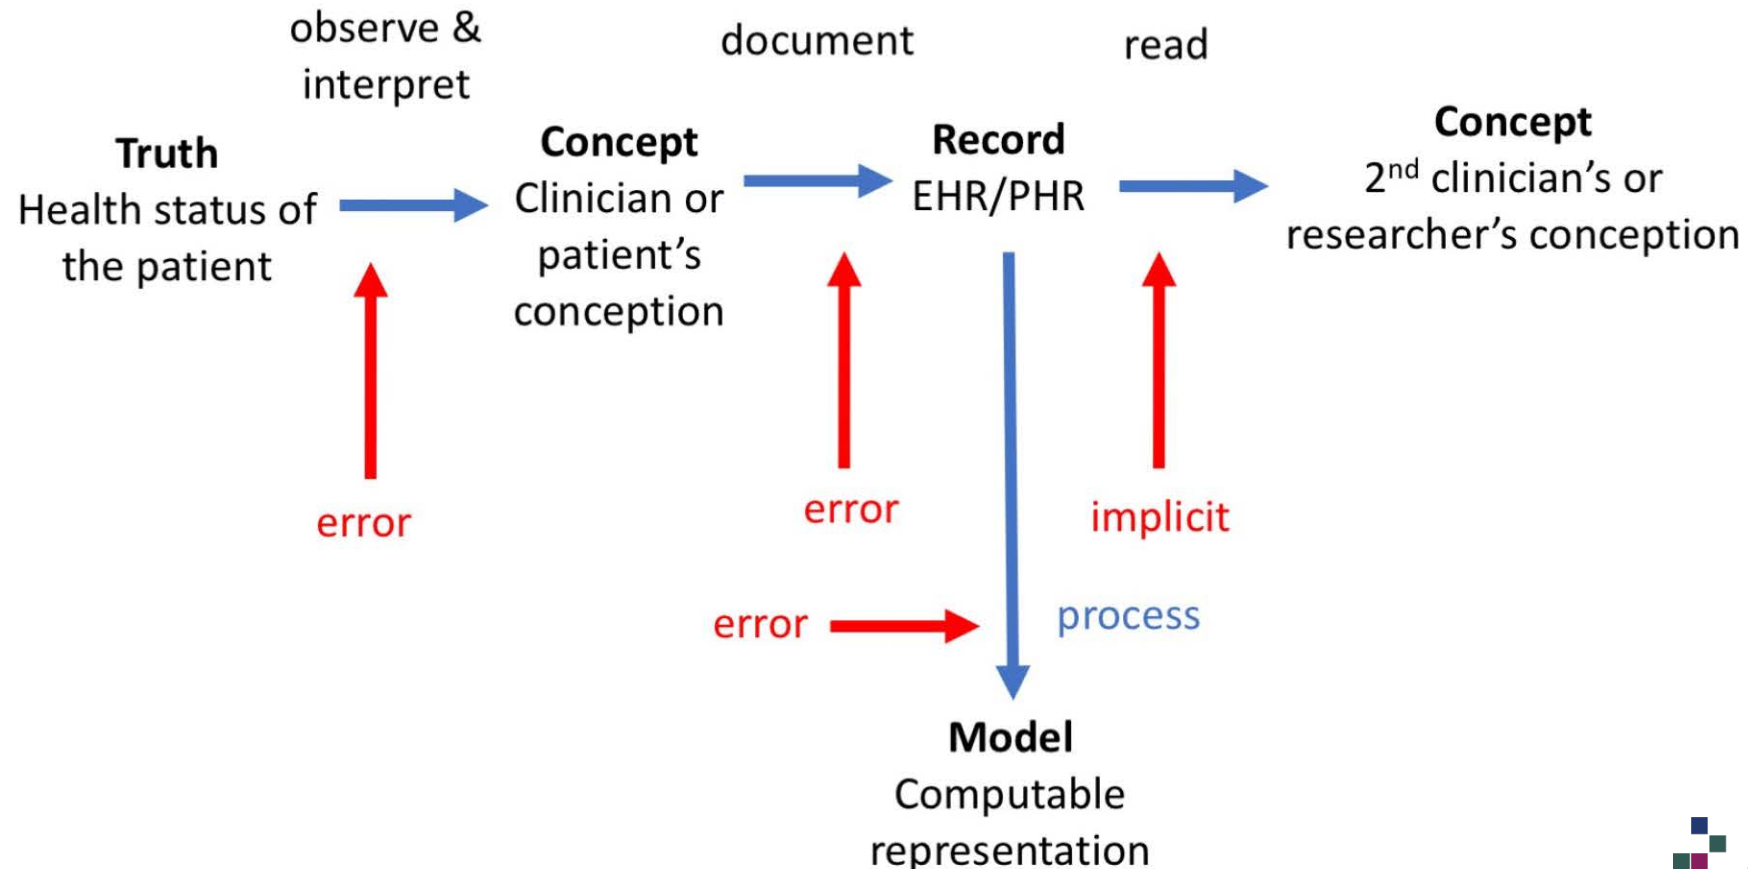 observe &
interpret
document
read
Truth
Health status of
the patient
Concept
Clinician or
patient’s
conception
Record
EHR/PHR
Concept
2nd clinician’s or
researcher’s conception
error
error
implicit
error
process
Model
Computable
representation